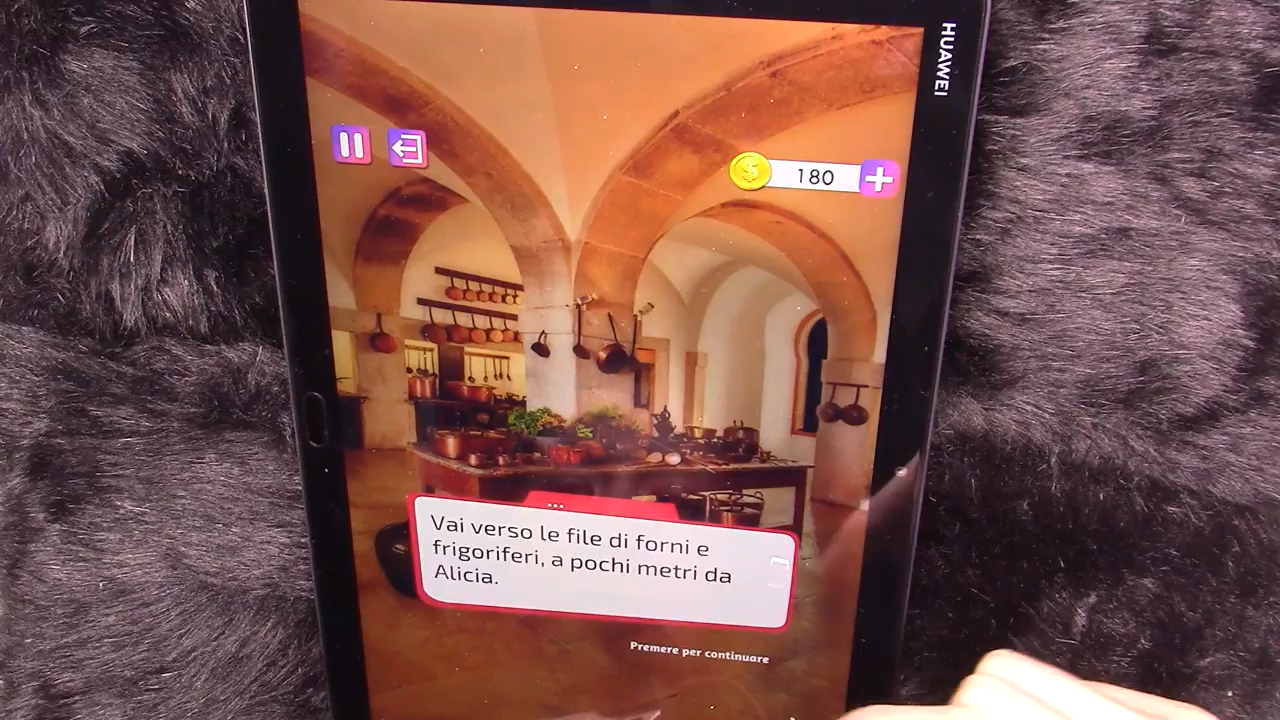 HUAWEI
180
Vai verso le file di forni e
frigoriferi, a pochi metri da
Alicia.
Premere per continuare